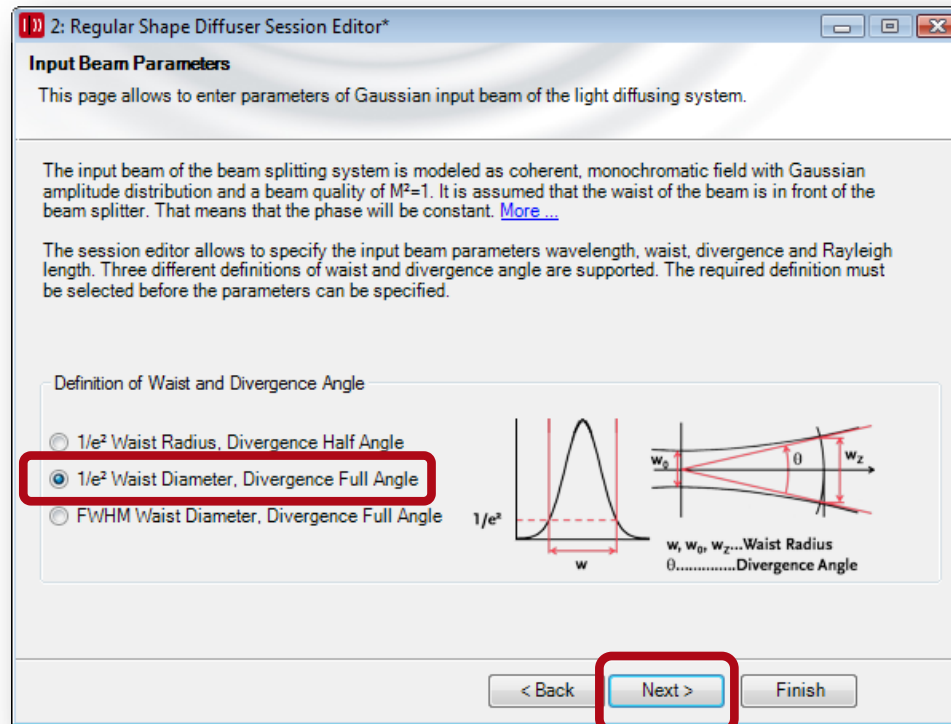 2: Regular Shape Diffuser Session Editor*
Input Beam Parameters
This page allows to enter parameters of Gaussian input beam of the light diffusing system.
The input beam of the beam splitting system is modeled as coherent, monochromatic field with Gaussian
amplitude distribution and a beam quality of M²=1. It is assumed that the waist of the beam is in front of the
beam splitter. That means that the phase will be constant. More ...
The session editor allows to specify the input beam parameters wavelength, waist, divergence and Rayleigh
length. Three different definitions of waist and divergence angle are supported. The required definition must
be selected before the parameters can be specified.
Definition of Waist and Divergence Angle
1/e² Waist Radius, Divergence Half Angle
1/e² Waist Diameter, Divergence Full Angle
FWHM Waist Diameter, Divergence Full Angle
1/e²
w
w₀
θ
w_z
w, w₀, w_z...Waist Radius
θ..............Divergence Angle
< Back
Next >
Finish